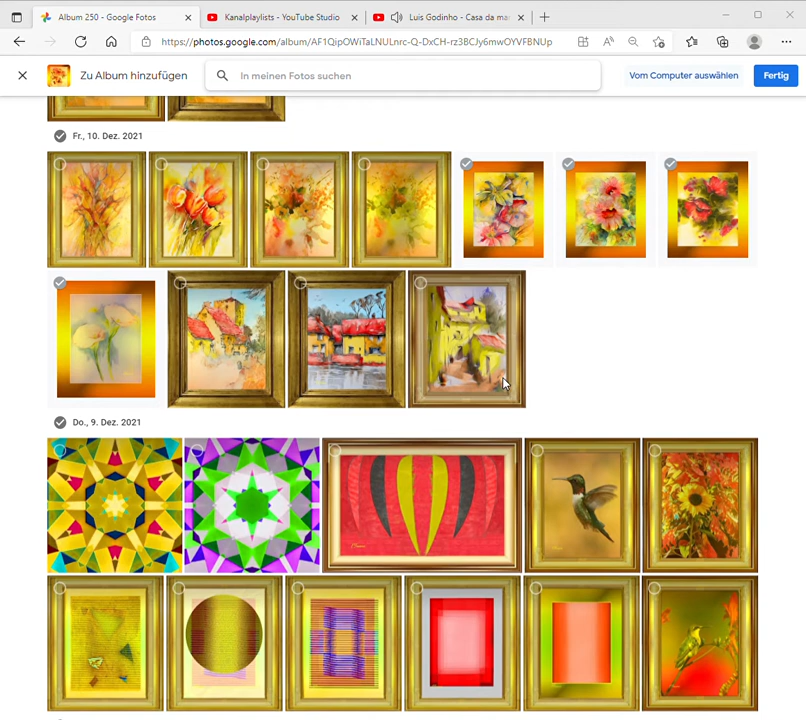 Album 250 - Google Fotos
Kanalplaylists - YouTube Studio
Luis Godinho - Casa da ma
https://photos.google.com/album/AF1QipOWiTaLNULnrc-Q-DxCH-rz3BCJy6mwOYVFBNUp
Zu Album hinzufügen
In meinen Fotos suchen
Vom Computer auswählen
Fertig
Fr., 10. Dez. 2021
Do., 9. Dez. 2021